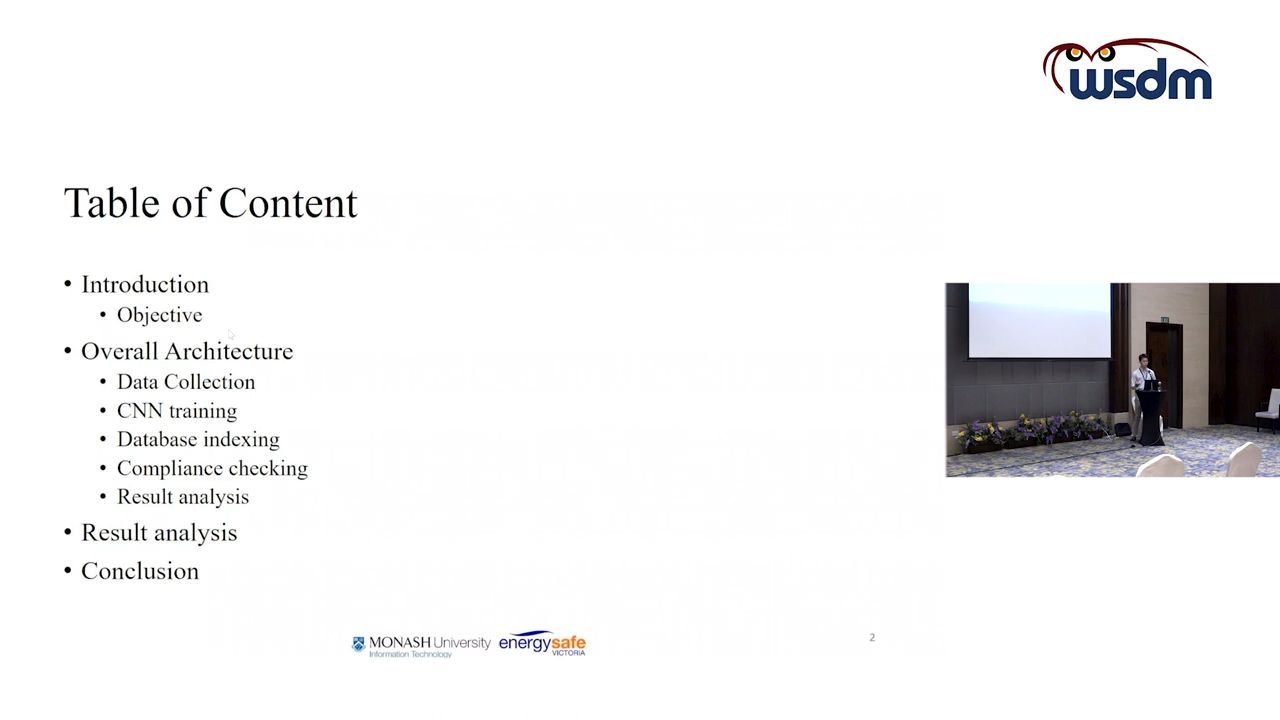 wsdm
Table of Content
• Introduction
• Objective
• Overall Architecture
• Data Collection
• CNN training
• Database indexing
• Compliance checking
• Result analysis
• Result analysis
• Conclusion
MONASH University
Information Technology
energysafe
VICTORIA
2